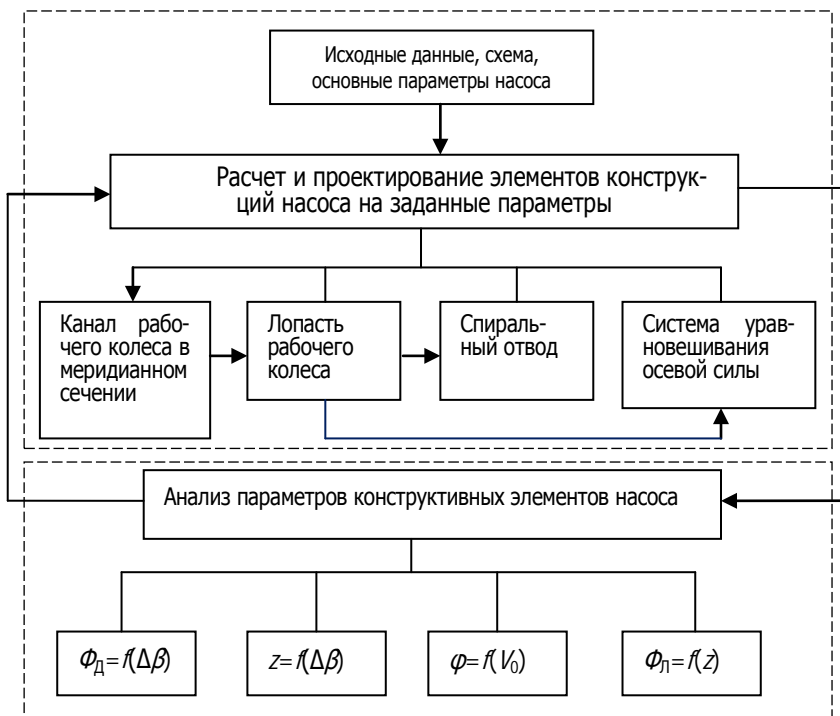 Исходные данные, схема,
основные параметры насоса
Расчет и проектирование элементов конструк-
ций насоса на заданные параметры
Канал рабо-
чего колеса в
меридианном
сечении
Лопасть
рабочего
колеса
Спираль-
ный отвод
Система урав-
новешивания
осевой силы
Анализ параметров конструктивных элементов насоса
Φ_Д=f(Δβ)
z=f(Δβ)
φ=f(V₀)
Φ_Л=f(z)